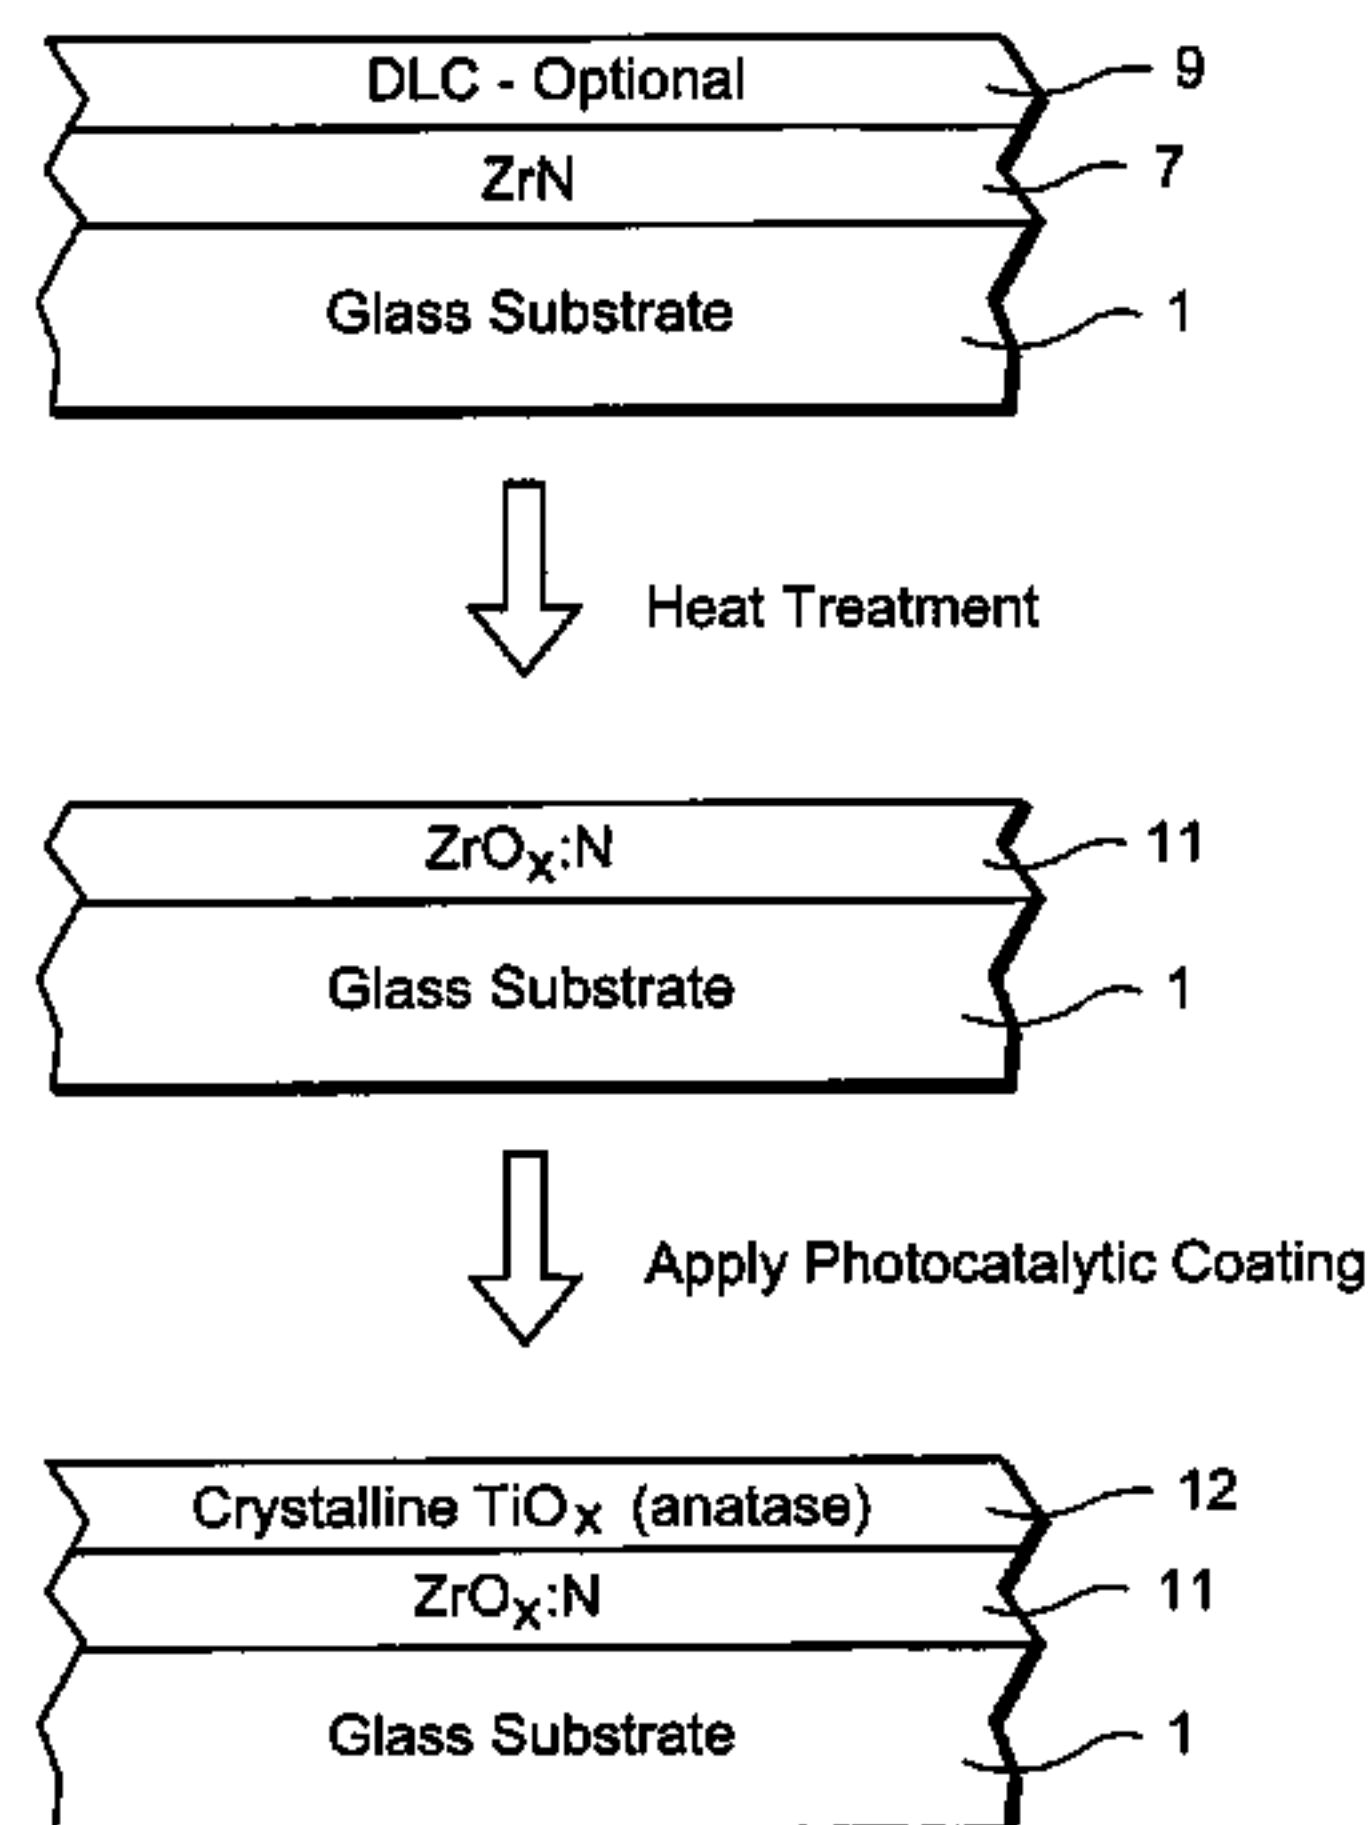 DLC - Optional 9
ZrN 7
Glass Substrate 1
Heat Treatment
ZrOx:N 11
Glass Substrate 1
Apply Photocatalytic Coating
Crystalline TiOx (anatase) 12
ZrOx:N 11
Glass Substrate 1